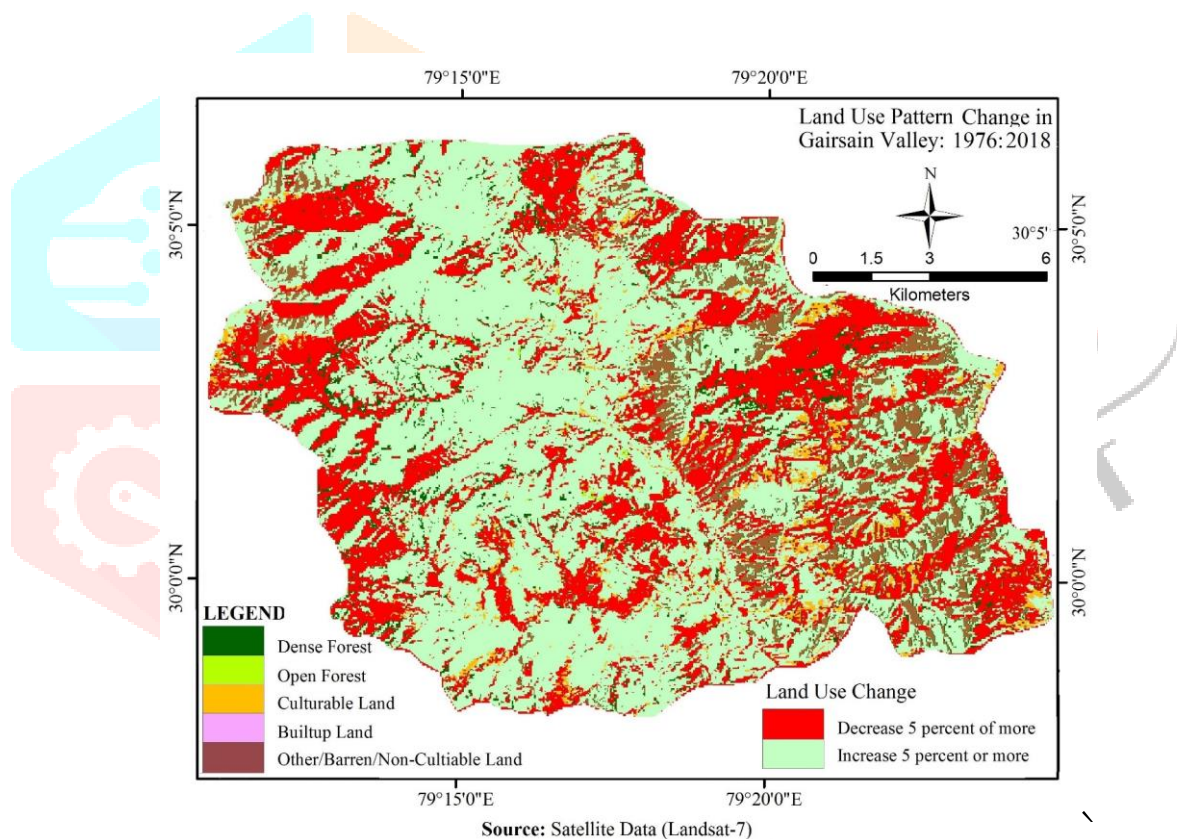 79°15'0"E 79°20'0"E
Land Use Pattern Change in
Gairsain Valley: 1976:2018
N
30°5'0"N 30°5' 30°5'0"N
0 1.5 3 6
Kilometers
30°0'0"N 30°0'0"N
LEGEND
Dense Forest
Open Forest
Culturable Land
Builtup Land
Other/Barren/Non-Cultiable Land
Land Use Change
Decrease 5 percent of more
Increase 5 percent or more
79°15'0"E 79°20'0"E
Source: Satellite Data (Landsat-7)